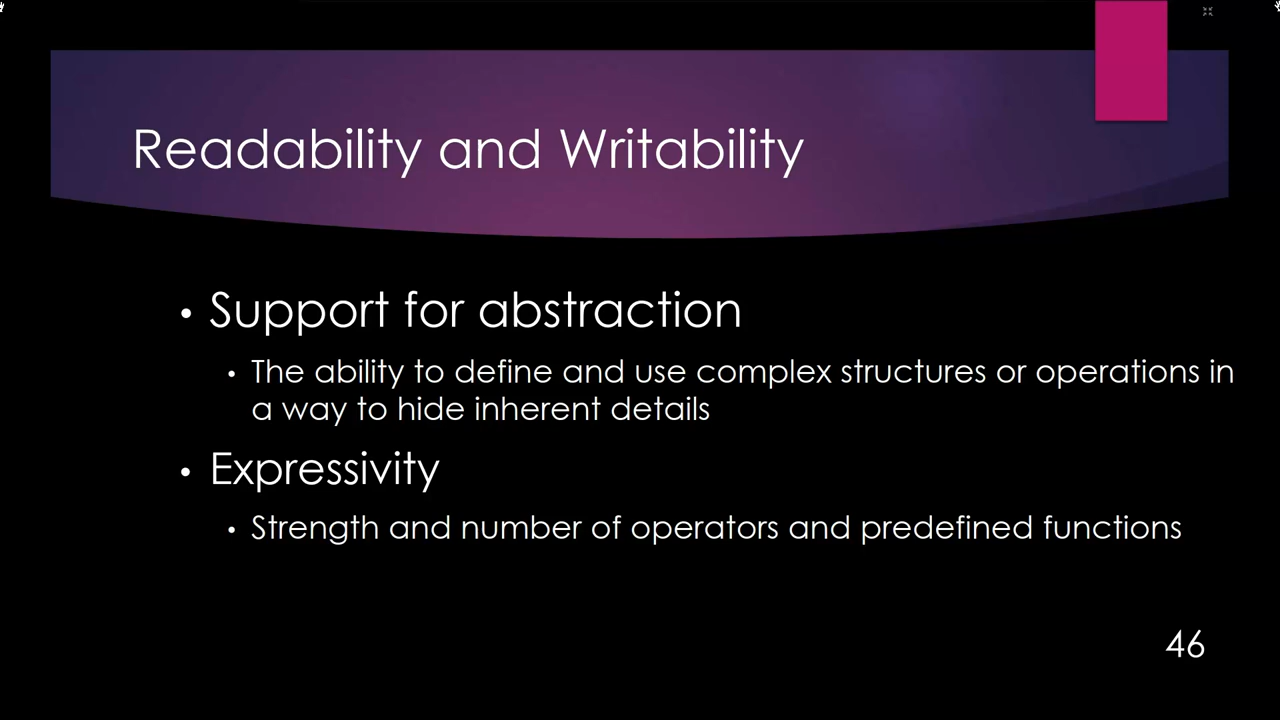 Readability and Writability
• Support for abstraction
• The ability to define and use complex structures or operations in
a way to hide inherent details
• Expressivity
• Strength and number of operators and predefined functions
46